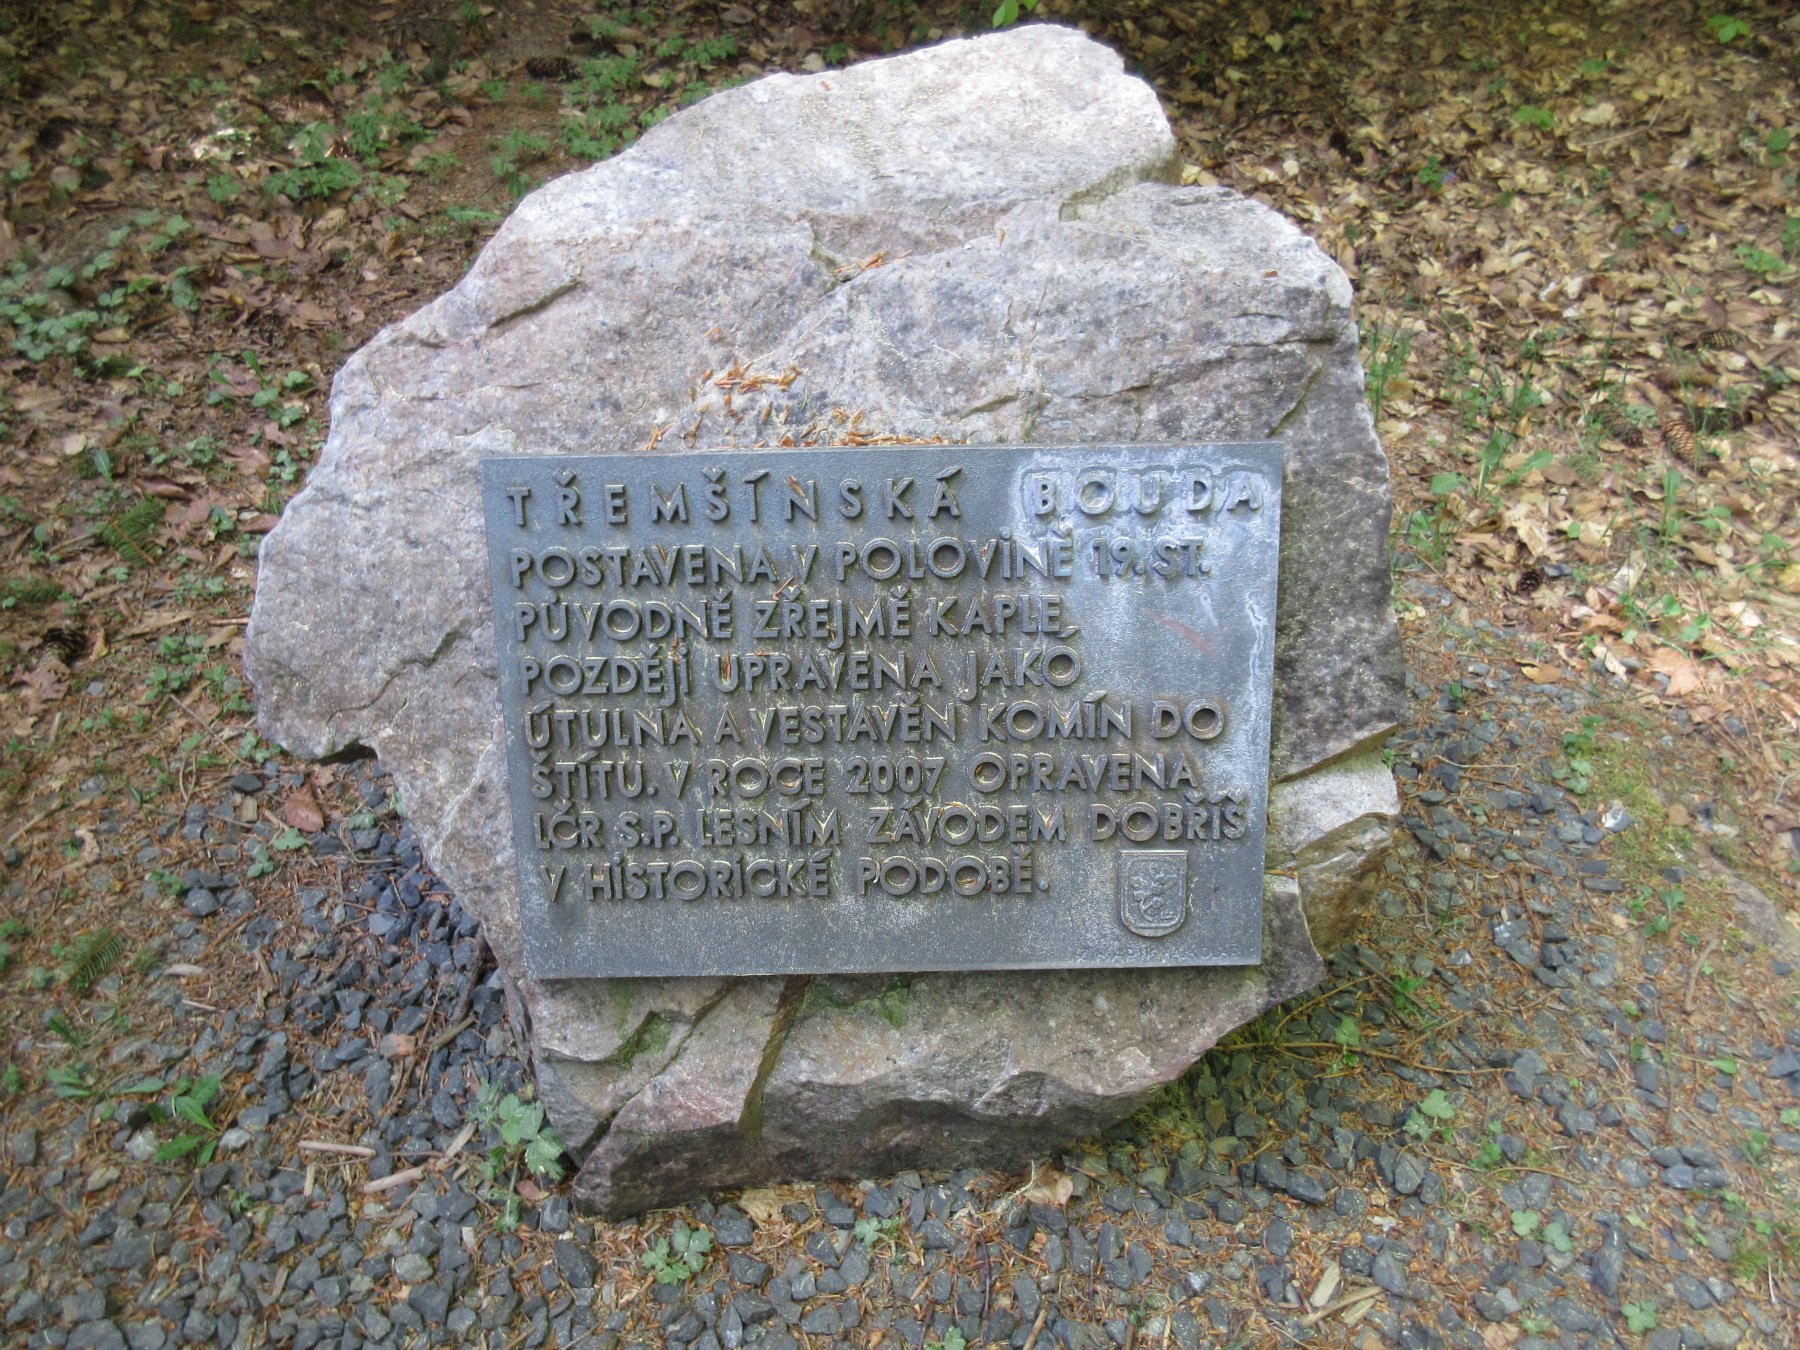 TŘEMŠÍNSKÁ BOUDA
POSTAVENA V POLOVINĚ 19. ST.
PŮVODNĚ ZŘEJMĚ KAPLE,
POZDĚJI UPRAVENA JAKO
ÚTULNA A VESTAVĚN KOMÍN DO
ŠTÍTU. V ROCE 2007 OPRAVENA
LČR S.P. LESNÍM ZÁVODEM DOBŘÍŠ
V HISTORICKÉ PODOBĚ.